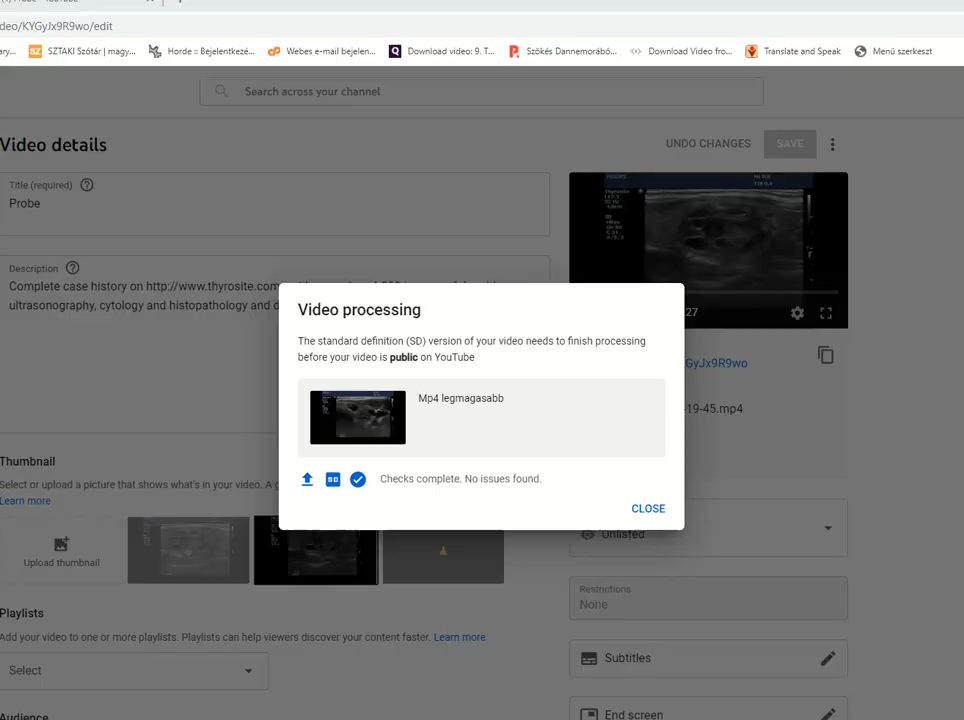 deo/KYGyJx9R9wo/edit
ary... SZTAKI Szótár | magy... Horde :: Bejelentkezé... Webes e-mail bejelen... Download video: 9. T... Szökés Dannemorábó... Download Video fro... Translate and Speak Menü szerkeszt
Search across your channel
Video details
UNDO CHANGES SAVE
Title (required)
Probe
Description
Complete case history on http://www.thyrosite.com
ultrasonography, cytology and histopathology and d
27
GyJx9R9wo
-19-45.mp4
Video processing
The standard definition (SD) version of your video needs to finish processing
before your video is public on YouTube
Mp4 legmagasabb
SD Checks complete. No issues found.
CLOSE
Thumbnail
Select or upload a picture that shows what's in your video. A g
Learn more
Upload thumbnail
Unlisted
Restrictions
None
Playlists
Add your video to one or more playlists. Playlists can help viewers discover your content faster. Learn more
Select
Subtitles
Audience
End screen